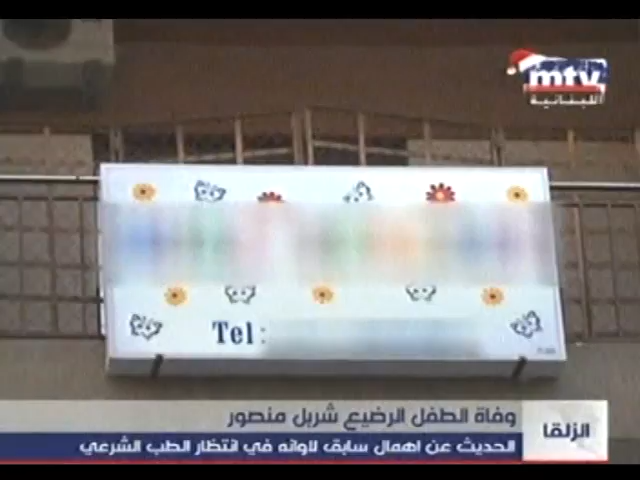 mtv
اللبنانية
Tel :
وفاة الطفل الرضيع شربل منصور
الزلقا
الحديث عن اهمال سابق لاوانه في انتظار الطب الشرعي